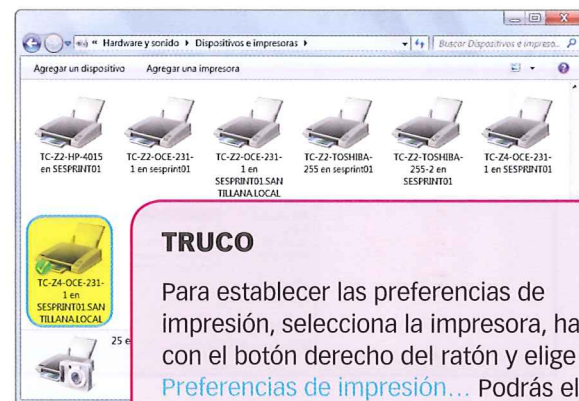 « Hardware y sonido ▸ Dispositivos e impresoras ▸
Buscar Dispositivos e impreso...
Agregar un dispositivo Agregar una impresora
TC-Z2-HP-4015
en SESPRINT01
TC-Z2-OCE-231-
1 en sesprint01
TC-Z2-OCE-231-
1 en
SESPRINT01.SAN
TILLANA.LOCAL
TC-Z2-TOSHIBA-
255 en sesprint01
TC-Z2-TOSHIBA-
255-2 en
SESPRINT01
TC-Z4-OCE-231-
1 en SESPRINT01
TC-Z4-OCE-231-
1 en
SESPRINT01.SAN
TILLANA.LOCAL
25 e
TRUCO
Para establecer las preferencias de
impresión, selecciona la impresora, ha
con el botón derecho del ratón y elige
Preferencias de impresión... Podrás el